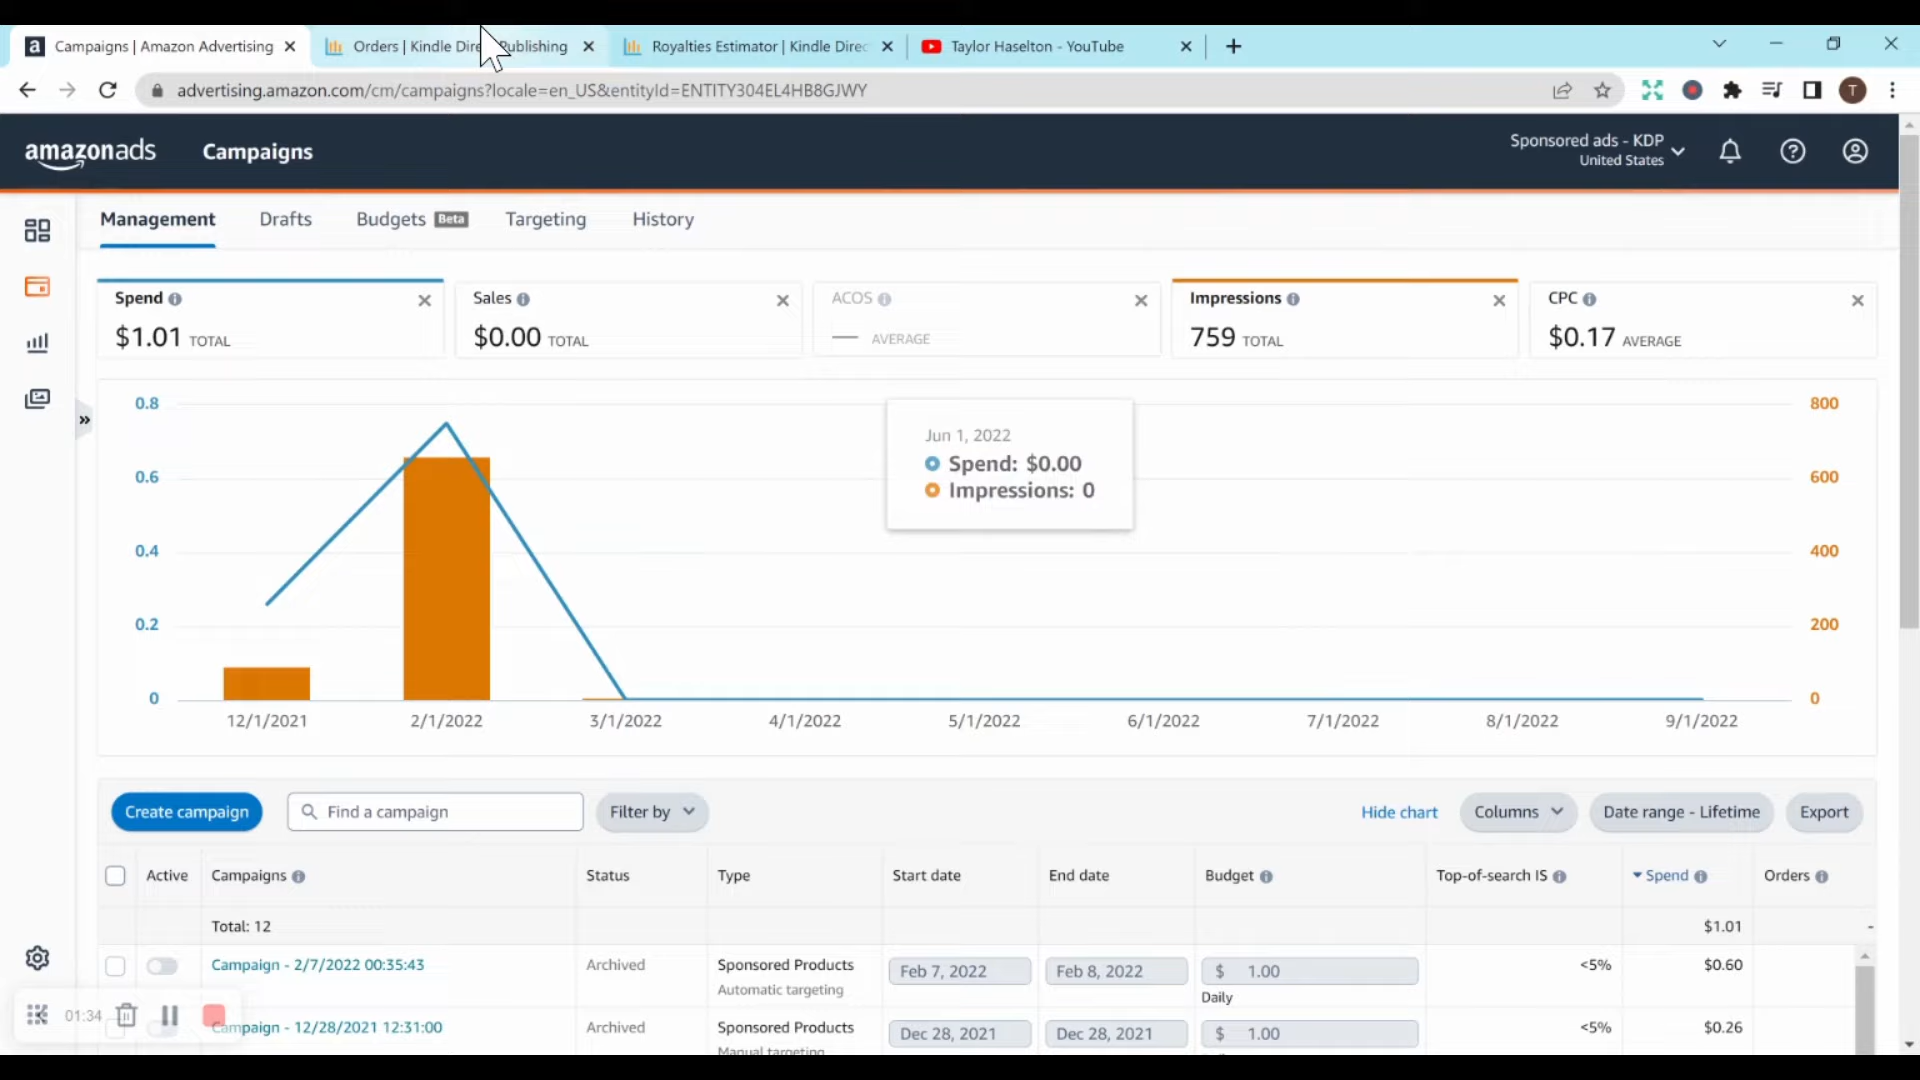 Campaigns | Amazon Advertising
Orders | Kindle Dire Publishing
Royalties Estimator | Kindle Direc
Taylor Haselton - YouTube
advertising.amazon.com/cm/campaigns?locale=en_US&entityId=ENTITY304EL4HB8GJWY
T
amazonads
Campaigns
Sponsored ads - KDP
United States
Management
Drafts
Budgets Beta
Targeting
History
Spend
$1.01 TOTAL
Sales
$0.00 TOTAL
ACOS
— AVERAGE
Impressions
759 TOTAL
CPC
$0.17 AVERAGE
0.8
0.6
0.4
0.2
0
800
600
400
200
0
Jun 1, 2022
Spend: $0.00
Impressions: 0
12/1/2021
2/1/2022
3/1/2022
4/1/2022
5/1/2022
6/1/2022
7/1/2022
8/1/2022
9/1/2022
Create campaign
Find a campaign
Filter by
Hide chart
Columns
Date range - Lifetime
Export
Active
Campaigns
Status
Type
Start date
End date
Budget
Top-of-search IS
Spend
Orders
Total: 12
$1.01
-
Campaign - 2/7/2022 00:35:43
Archived
Sponsored Products
Automatic targeting
Feb 7, 2022
Feb 8, 2022
$ 1.00
Daily
<5%
$0.60
01:34
Campaign - 12/28/2021 12:31:00
Archived
Sponsored Products
Manual targeting
Dec 28, 2021
Dec 28, 2021
$ 1.00
<5%
$0.26